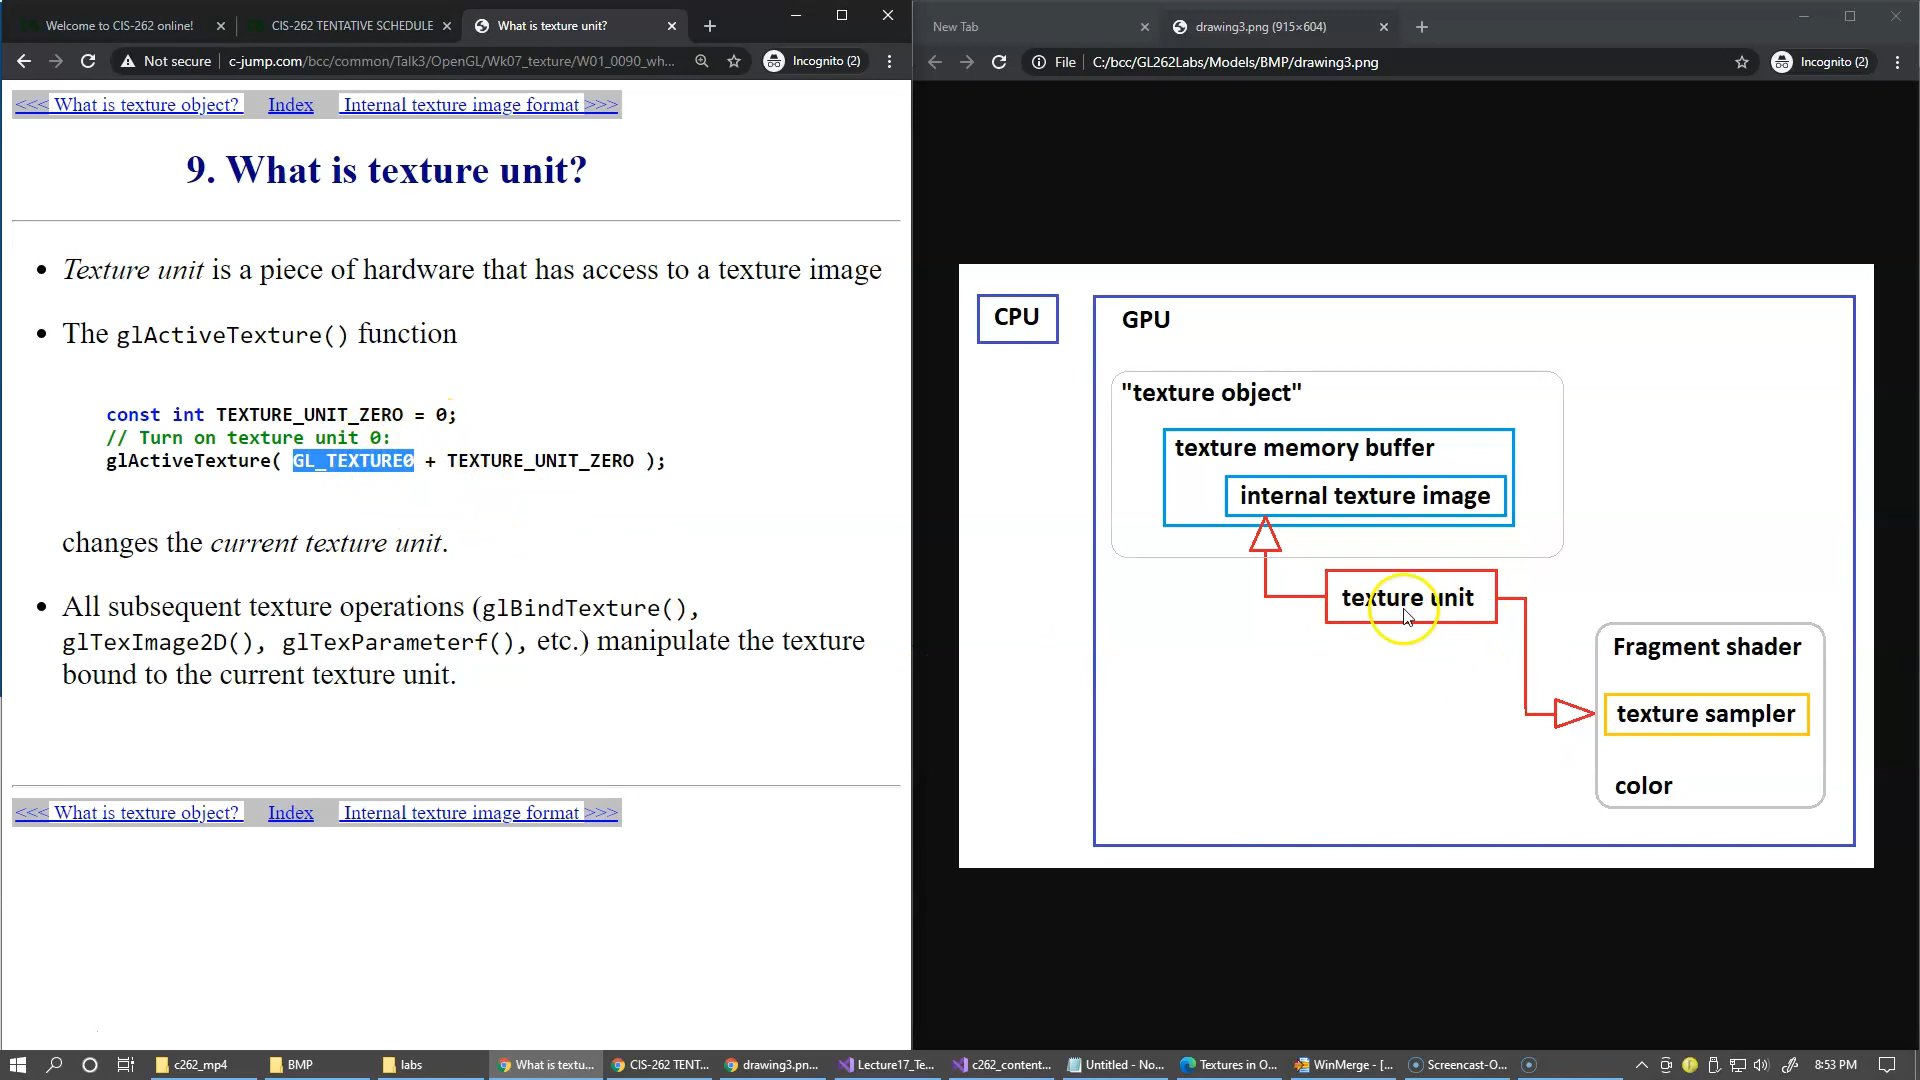 Welcome to CIS-262 online!
CIS-262 TENTATIVE SCHEDULE
What is texture unit?
Not secure
c-jump.com/bcc/common/Talk3/OpenGL/Wk07_texture/W01_0090_wh...
Incognito (2)
<<< What is texture object? Index Internal texture image format >>>
9. What is texture unit?
• Texture unit is a piece of hardware that has access to a texture image
• The glActiveTexture() function
const int TEXTURE_UNIT_ZERO = 0;
// Turn on texture unit 0:
glActiveTexture( GL_TEXTURE0 + TEXTURE_UNIT_ZERO );
changes the current texture unit.
• All subsequent texture operations (glBindTexture(),
glTexImage2D(), glTexParameterf(), etc.) manipulate the texture
bound to the current texture unit.
<<< What is texture object? Index Internal texture image format >>>
New Tab
drawing3.png (915×604)
File
C:/bcc/GL262Labs/Models/BMP/drawing3.png
Incognito (2)
CPU
GPU
"texture object"
texture memory buffer
internal texture image
texture unit
Fragment shader
texture sampler
color
c262_mp4
BMP
labs
What is textu...
CIS-262 TENT...
drawing3.pn...
Lecture17_Te...
c262_content...
Untitled - No...
Textures in O...
WinMerge - [...
Screencast-O...
8:53 PM